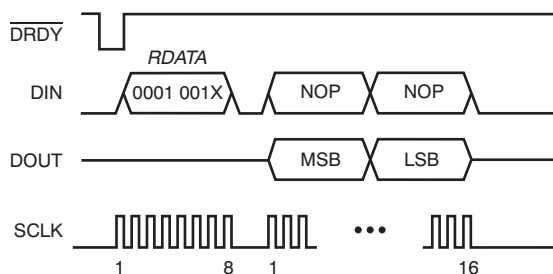 DRDY
RDATA
DIN 0001 001X NOP NOP
DOUT MSB LSB
SCLK •••
1 8 1 16